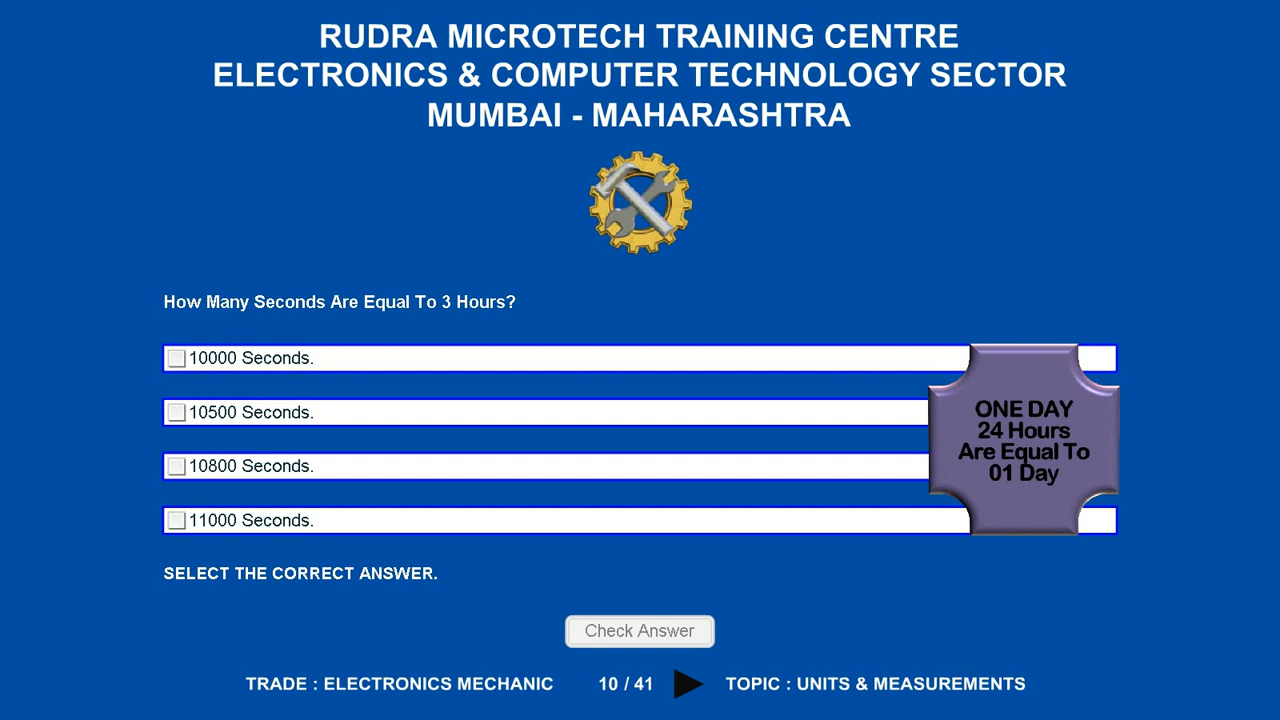 RUDRA MICROTECH TRAINING CENTRE
ELECTRONICS & COMPUTER TECHNOLOGY SECTOR
MUMBAI - MAHARASHTRA
How Many Seconds Are Equal To 3 Hours?
10000 Seconds.
10500 Seconds.
10800 Seconds.
11000 Seconds.
ONE DAY
24 Hours
Are Equal To
01 Day
SELECT THE CORRECT ANSWER.
Check Answer
TRADE : ELECTRONICS MECHANIC 10 / 41 TOPIC : UNITS & MEASUREMENTS